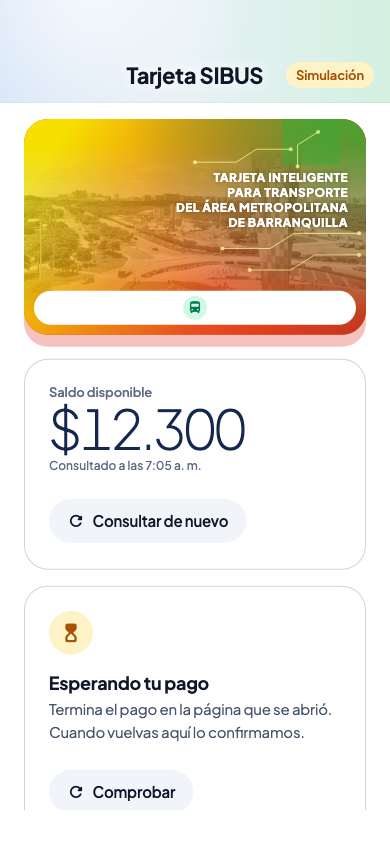 Tarjeta SIBUS
Simulación
TARJETA INTELIGENTE
PARA TRANSPORTE
DEL ÁREA METROPOLITANA
DE BARRANQUILLA
Saldo disponible
$12.300
Consultado a las 7:05 a. m.
Consultar de nuevo
Esperando tu pago
Termina el pago en la página que se abrió.
Cuando vuelvas aquí lo confirmamos.
Comprobar